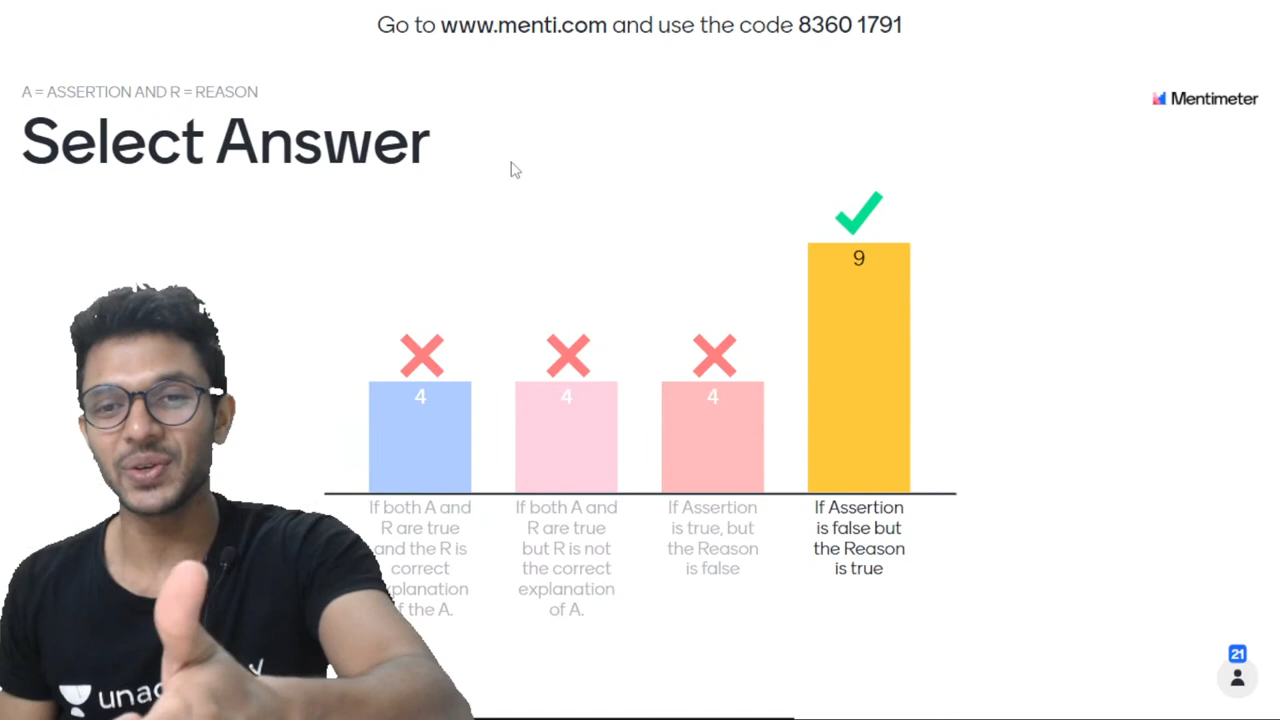 Go to www.menti.com and use the code 8360 1791
A = ASSERTION AND R = REASON
Mentimeter
Select Answer
9
4
4
4
If both A and
R are true
and the R is
correct
planation
f the A.
If both A and
R are true
but R is not
the correct
explanation
of A.
If Assertion
is true, but
the Reason
is false
If Assertion
is false but
the Reason
is true
21